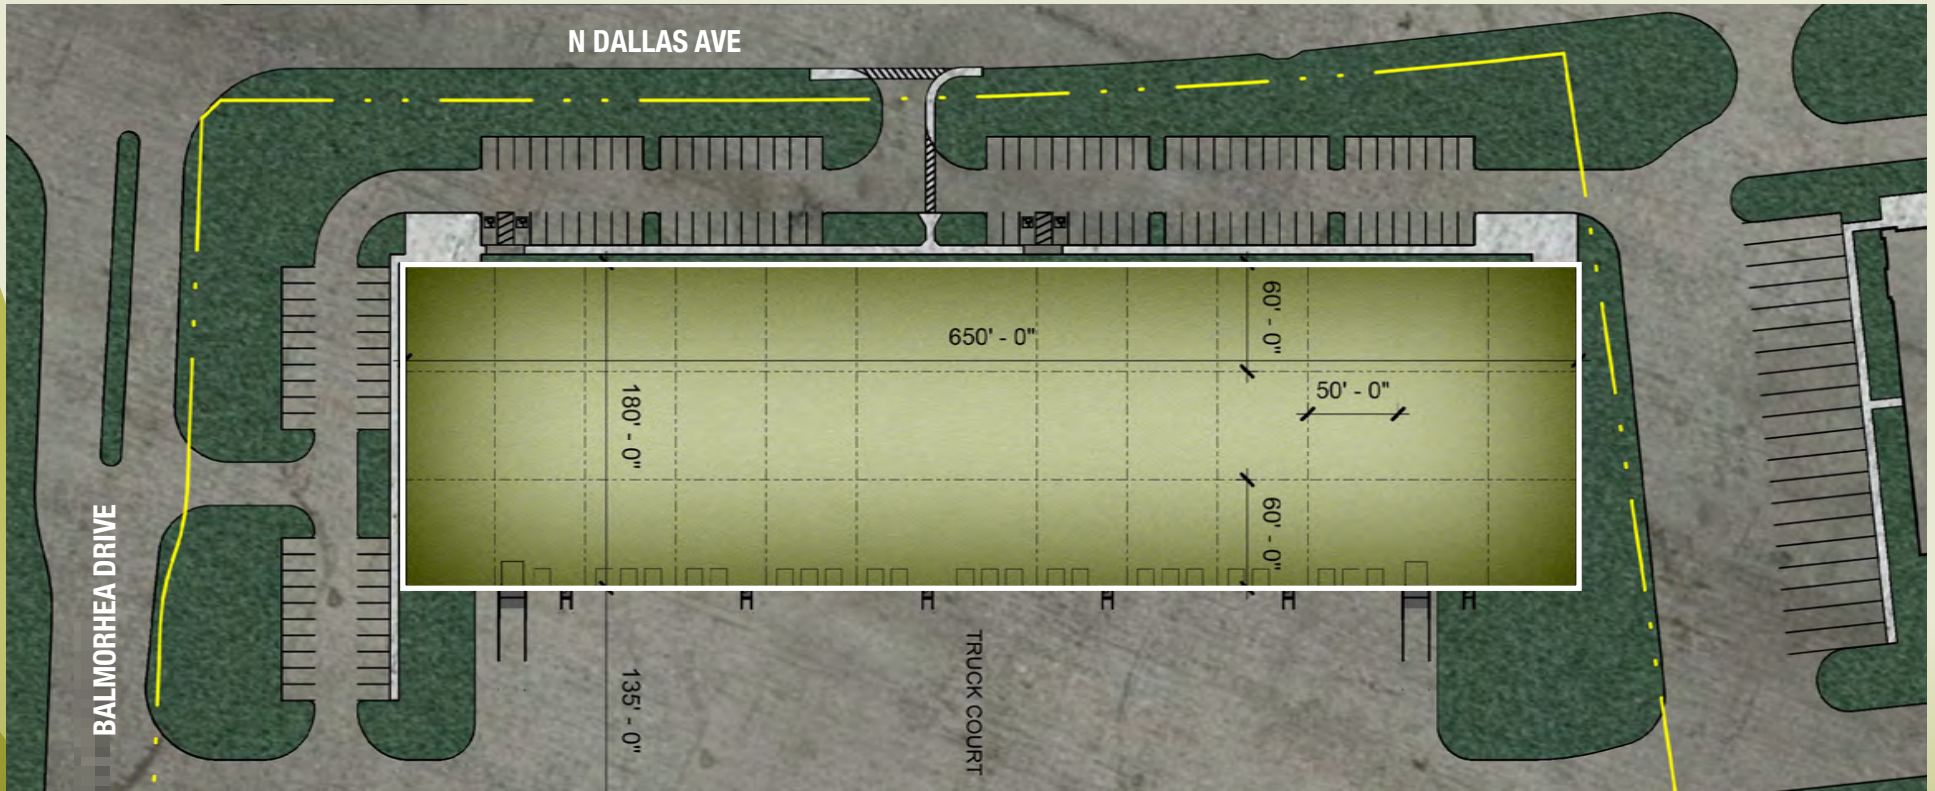 N DALLAS AVE
650' - 0"
60' - 0"
50' - 0"
180' - 0"
60' - 0"
BALMORHEA DRIVE
TRUCK COURT
135' - 0"